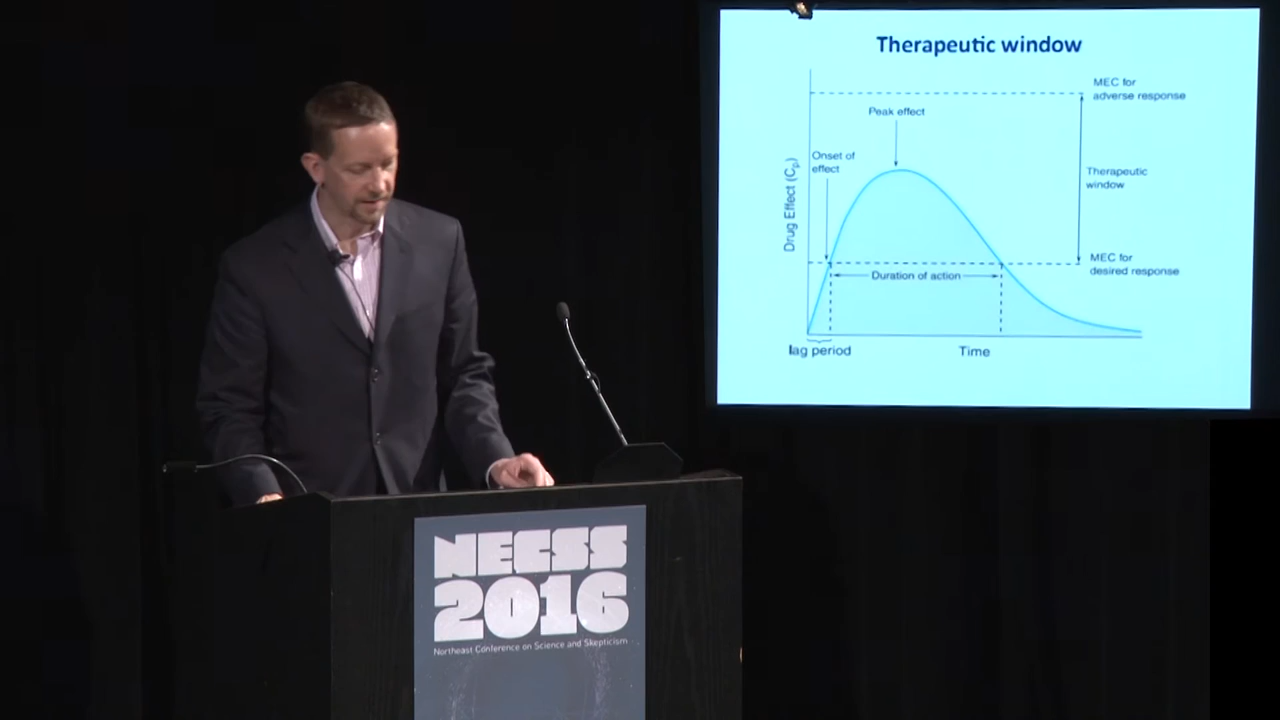 Therapeutic window
MEC for
adverse response
Peak effect
Onset of
effect
Therapeutic
window
Drug Effect (Cp)
MEC for
desired response
Duration of action
lag period
Time
NECSS
2016
Northeast Conference on Science and Skepticism